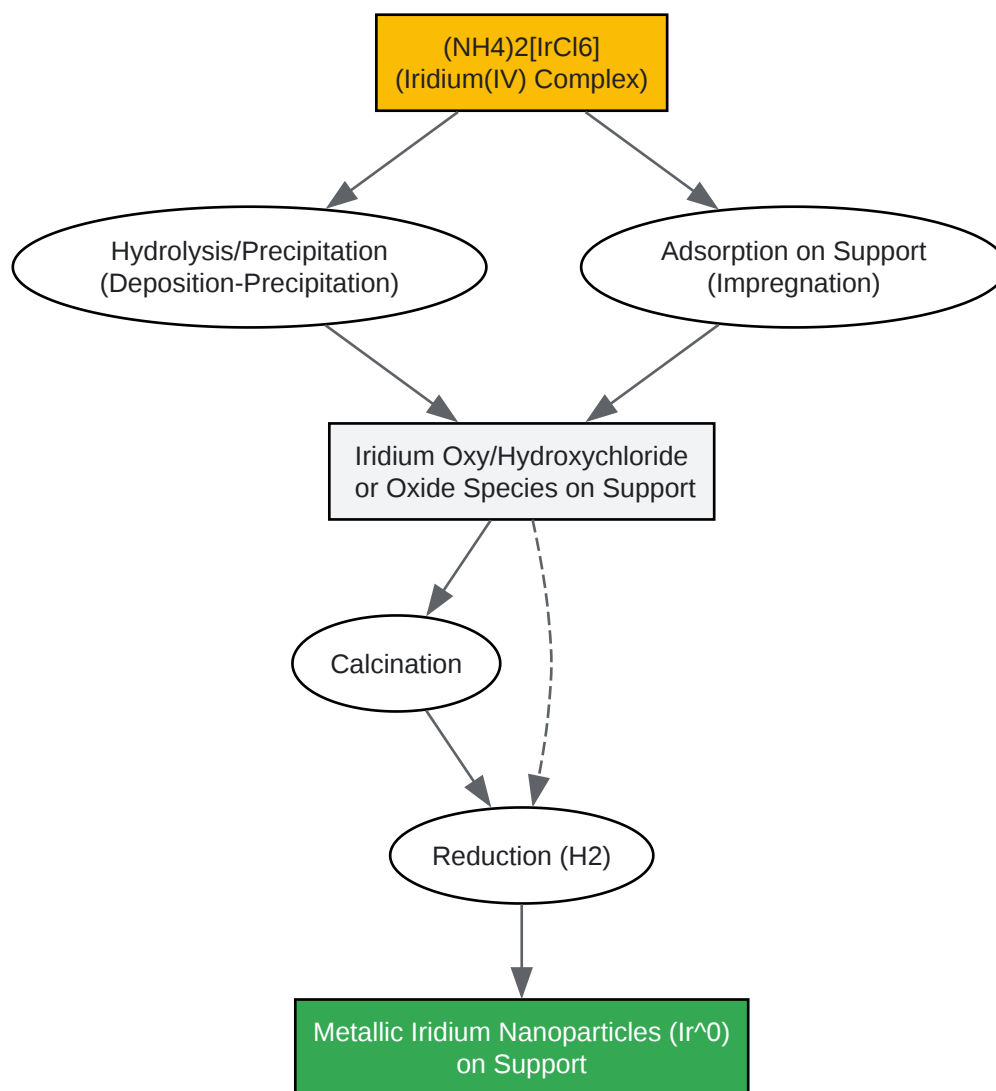 (NH4)2[IrCl6]
(Iridium(IV) Complex)
Hydrolysis/Precipitation
(Deposition-Precipitation)
Adsorption on Support
(Impregnation)
Iridium Oxy/Hydroxychloride
or Oxide Species on Support
Calcination
Reduction (H2)
Metallic Iridium Nanoparticles (Ir^0)
on Support